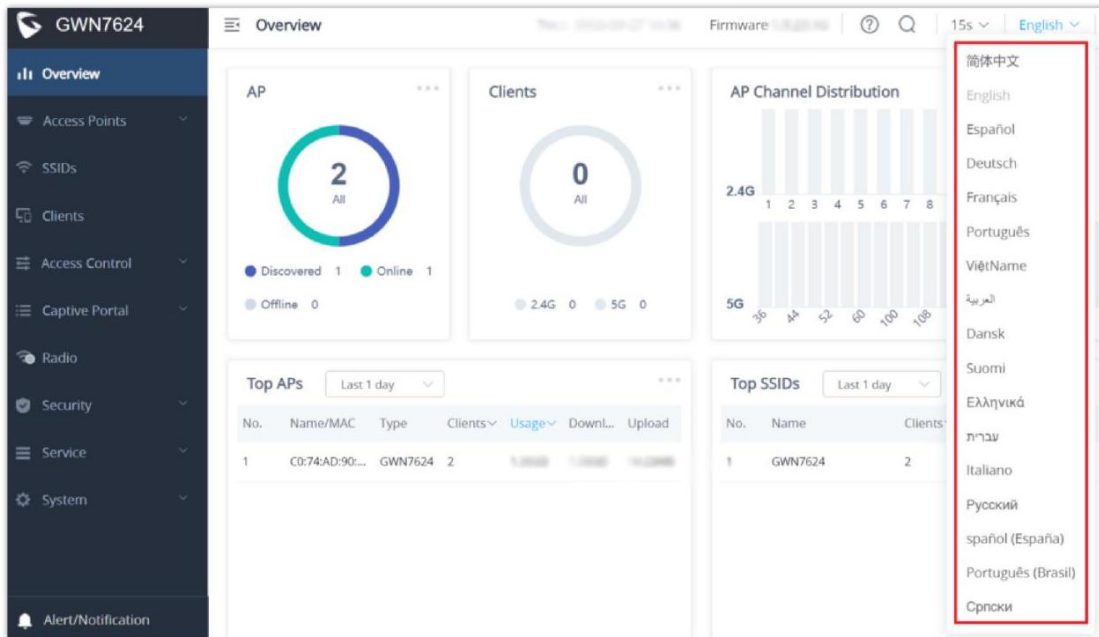 GWN7624
Overview
Firmware
15s
English
Overview
Access Points
SSIDs
Clients
Access Control
Captive Portal
Radio
Security
Service
System
Alert/Notification
AP
2
All
Discovered 1 Online 1
Offline 0
Clients
0
All
2.4G 0 5G 0
AP Channel Distribution
2.4G
1 2 3 4 5 6 7 8
5G
36 44 52 60 100 108
Top APs Last 1 day
No. Name/MAC Type Clients Usage Downl... Upload
1 C0:74:AD:90:... GWN7624 2
Top SSIDs Last 1 day
No. Name Clients
1 GWN7624 2
简体中文
English
Español
Deutsch
Français
Português
ViệtName
العربية
Dansk
Suomi
Ελληνικά
עברית
Italiano
Русский
spañol (España)
Português (Brasil)
Српски